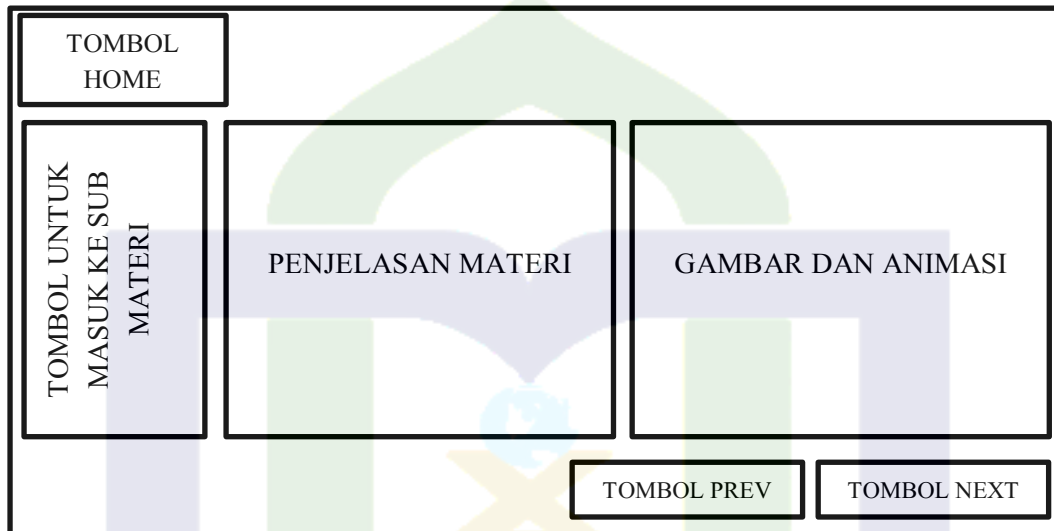 TOMBOL
HOME
TOMBOL UNTUK
MASUK KE SUB
MATERI
PENJELASAN MATERI
GAMBAR DAN ANIMASI
TOMBOL PREV
TOMBOL NEXT